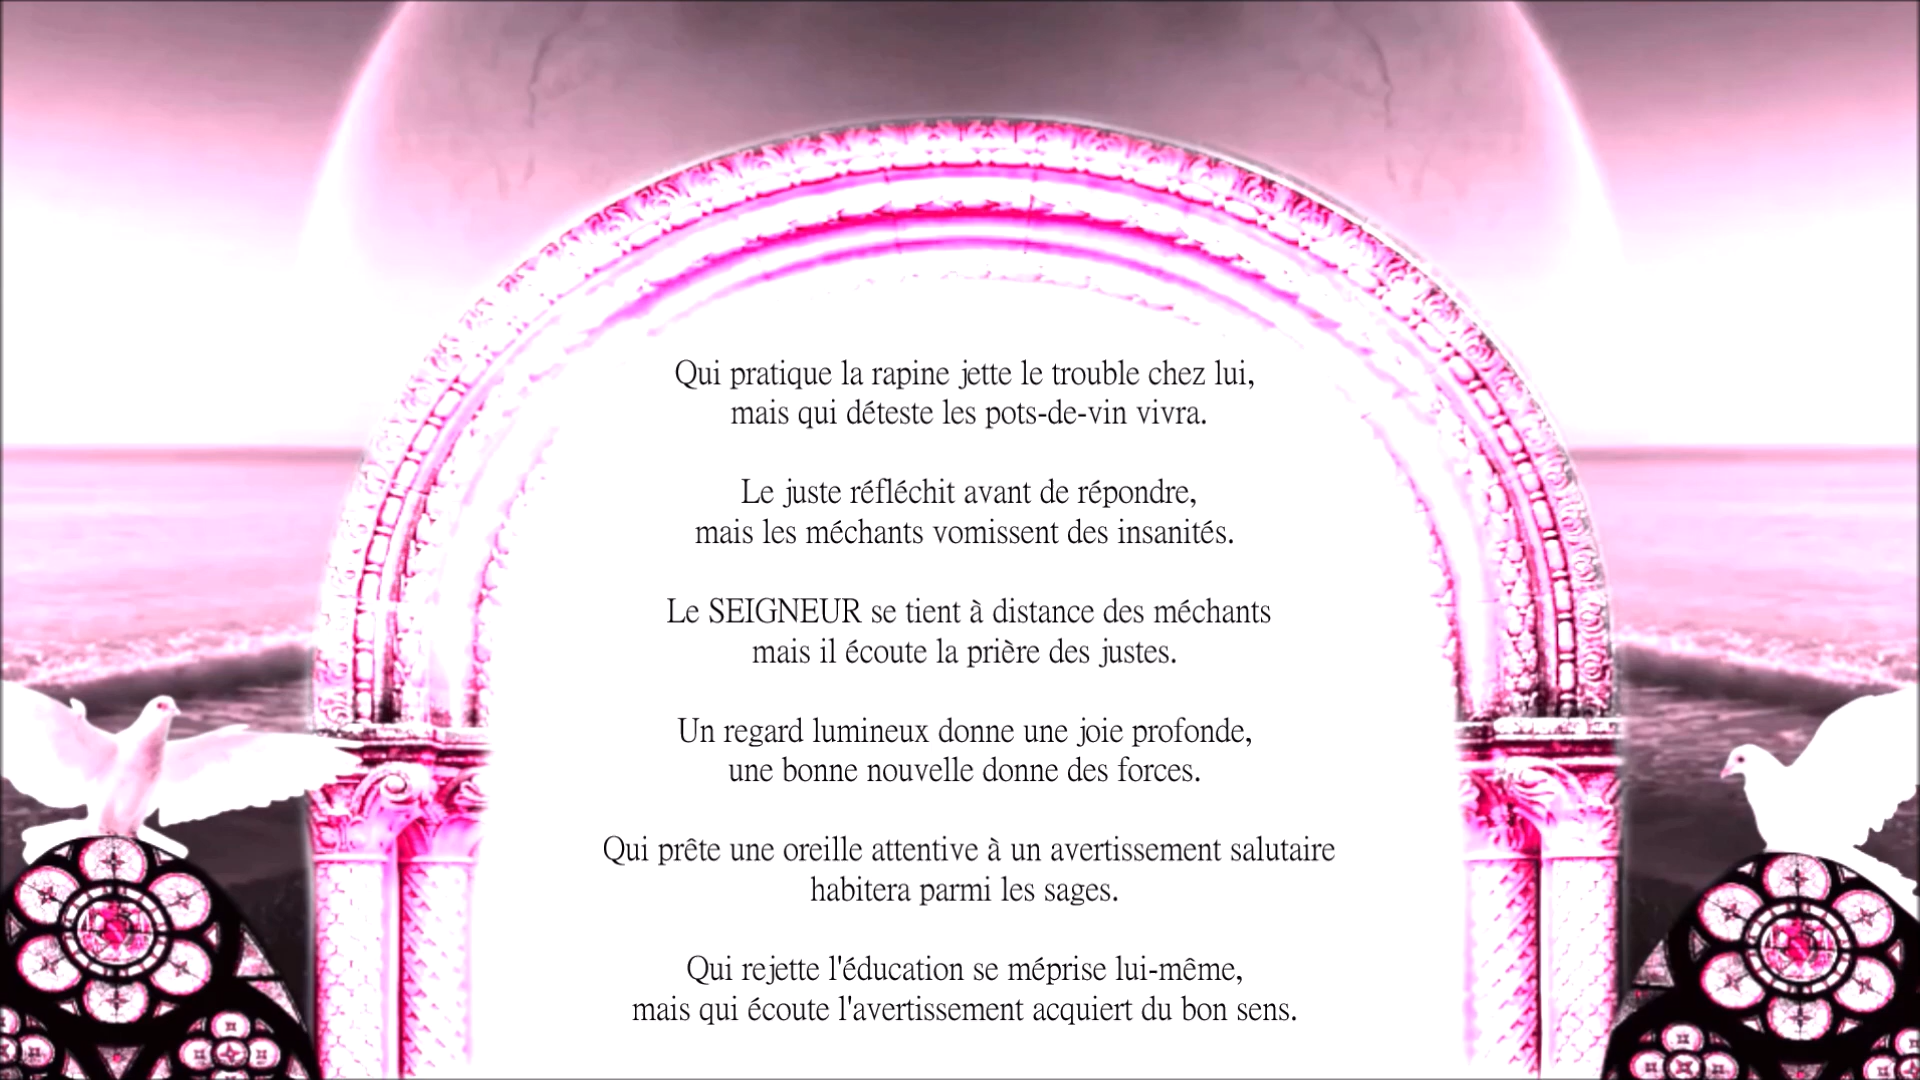 Qui pratique la rapine jette le trouble chez lui,
mais qui déteste les pots-de-vin vivra.
Le juste réfléchit avant de répondre,
mais les méchants vomissent des insanités.
Le SEIGNEUR se tient à distance des méchants
mais il écoute la prière des justes.
Un regard lumineux donne une joie profonde,
une bonne nouvelle donne des forces.
Qui prête une oreille attentive à un avertissement salutaire
habitera parmi les sages.
Qui rejette l'éducation se méprise lui-même,
mais qui écoute l'avertissement acquiert du bon sens.